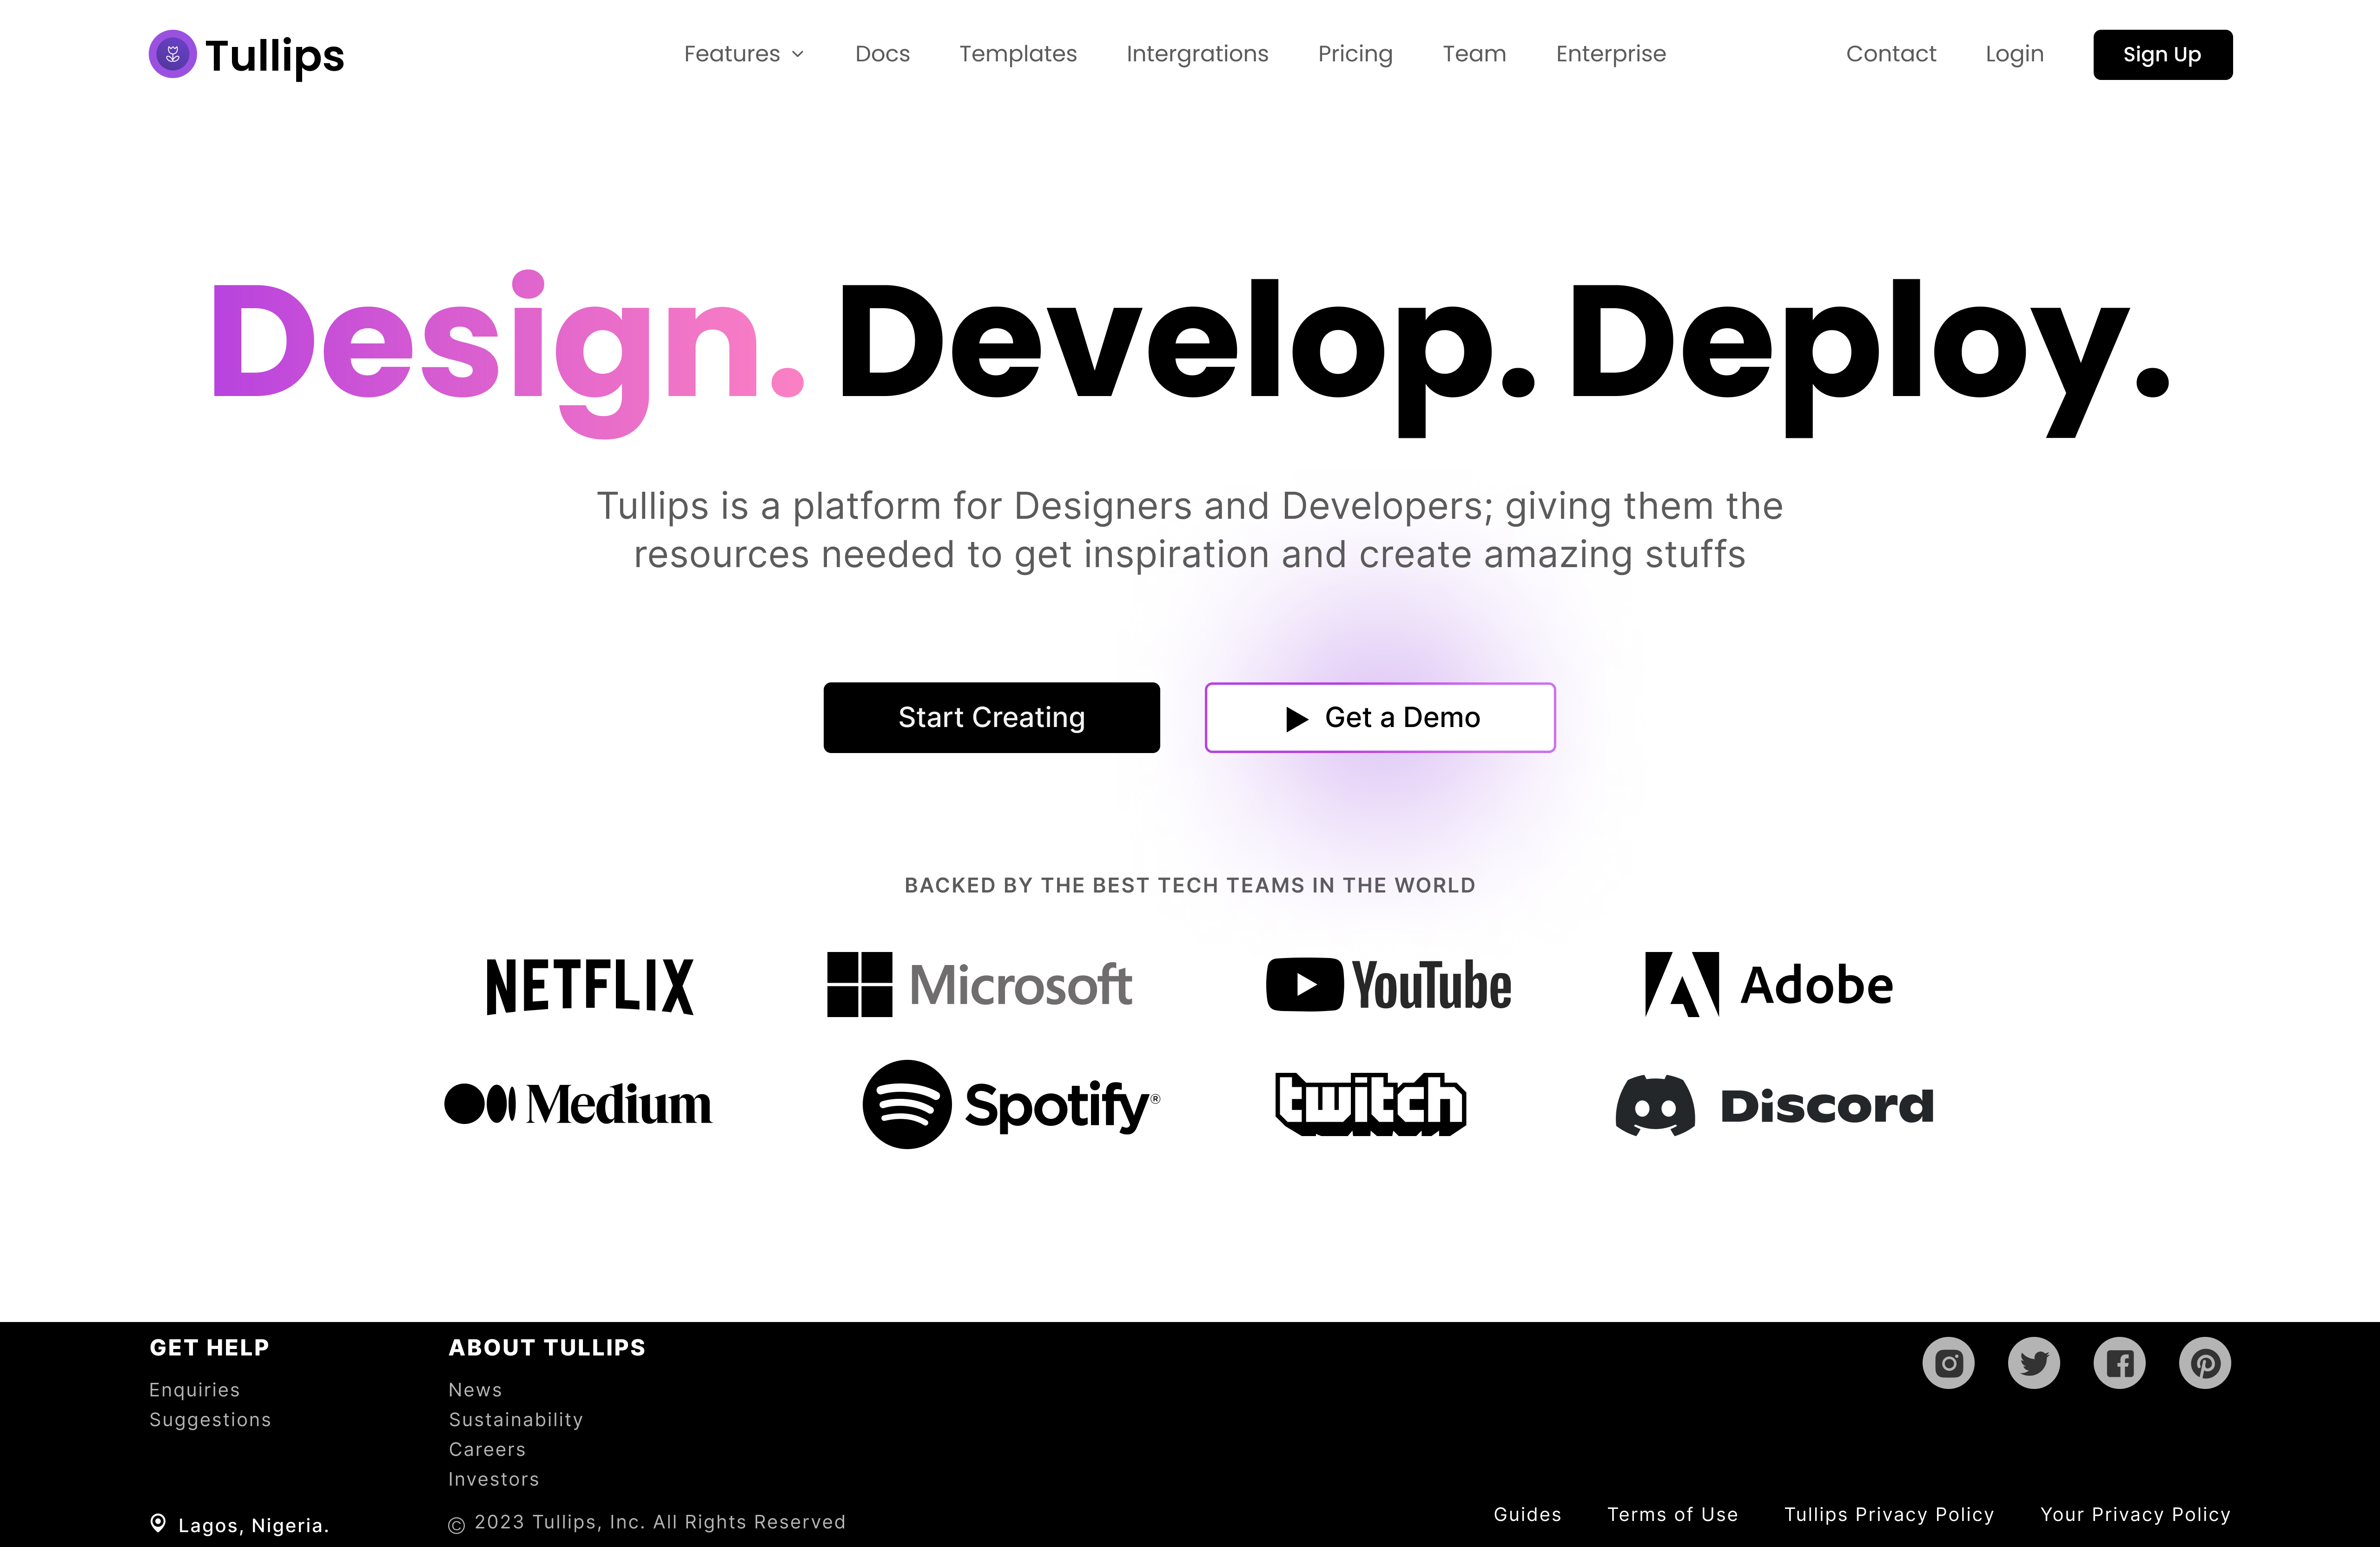 Tullips
Features Docs Templates Intergrations Pricing Team Enterprise Contact Login Sign Up
Design. Develop. Deploy.
Tullips is a platform for Designers and Developers; giving them the
resources needed to get inspiration and create amazing stuffs
Start Creating Get a Demo
BACKED BY THE BEST TECH TEAMS IN THE WORLD
NETFLIX Microsoft YouTube Adobe
Medium Spotify® twitch Discord
GET HELP
Enquiries
Suggestions
Lagos, Nigeria.
ABOUT TULLIPS
News
Sustainability
Careers
Investors
© 2023 Tullips, Inc. All Rights Reserved
Guides Terms of Use Tullips Privacy Policy Your Privacy Policy